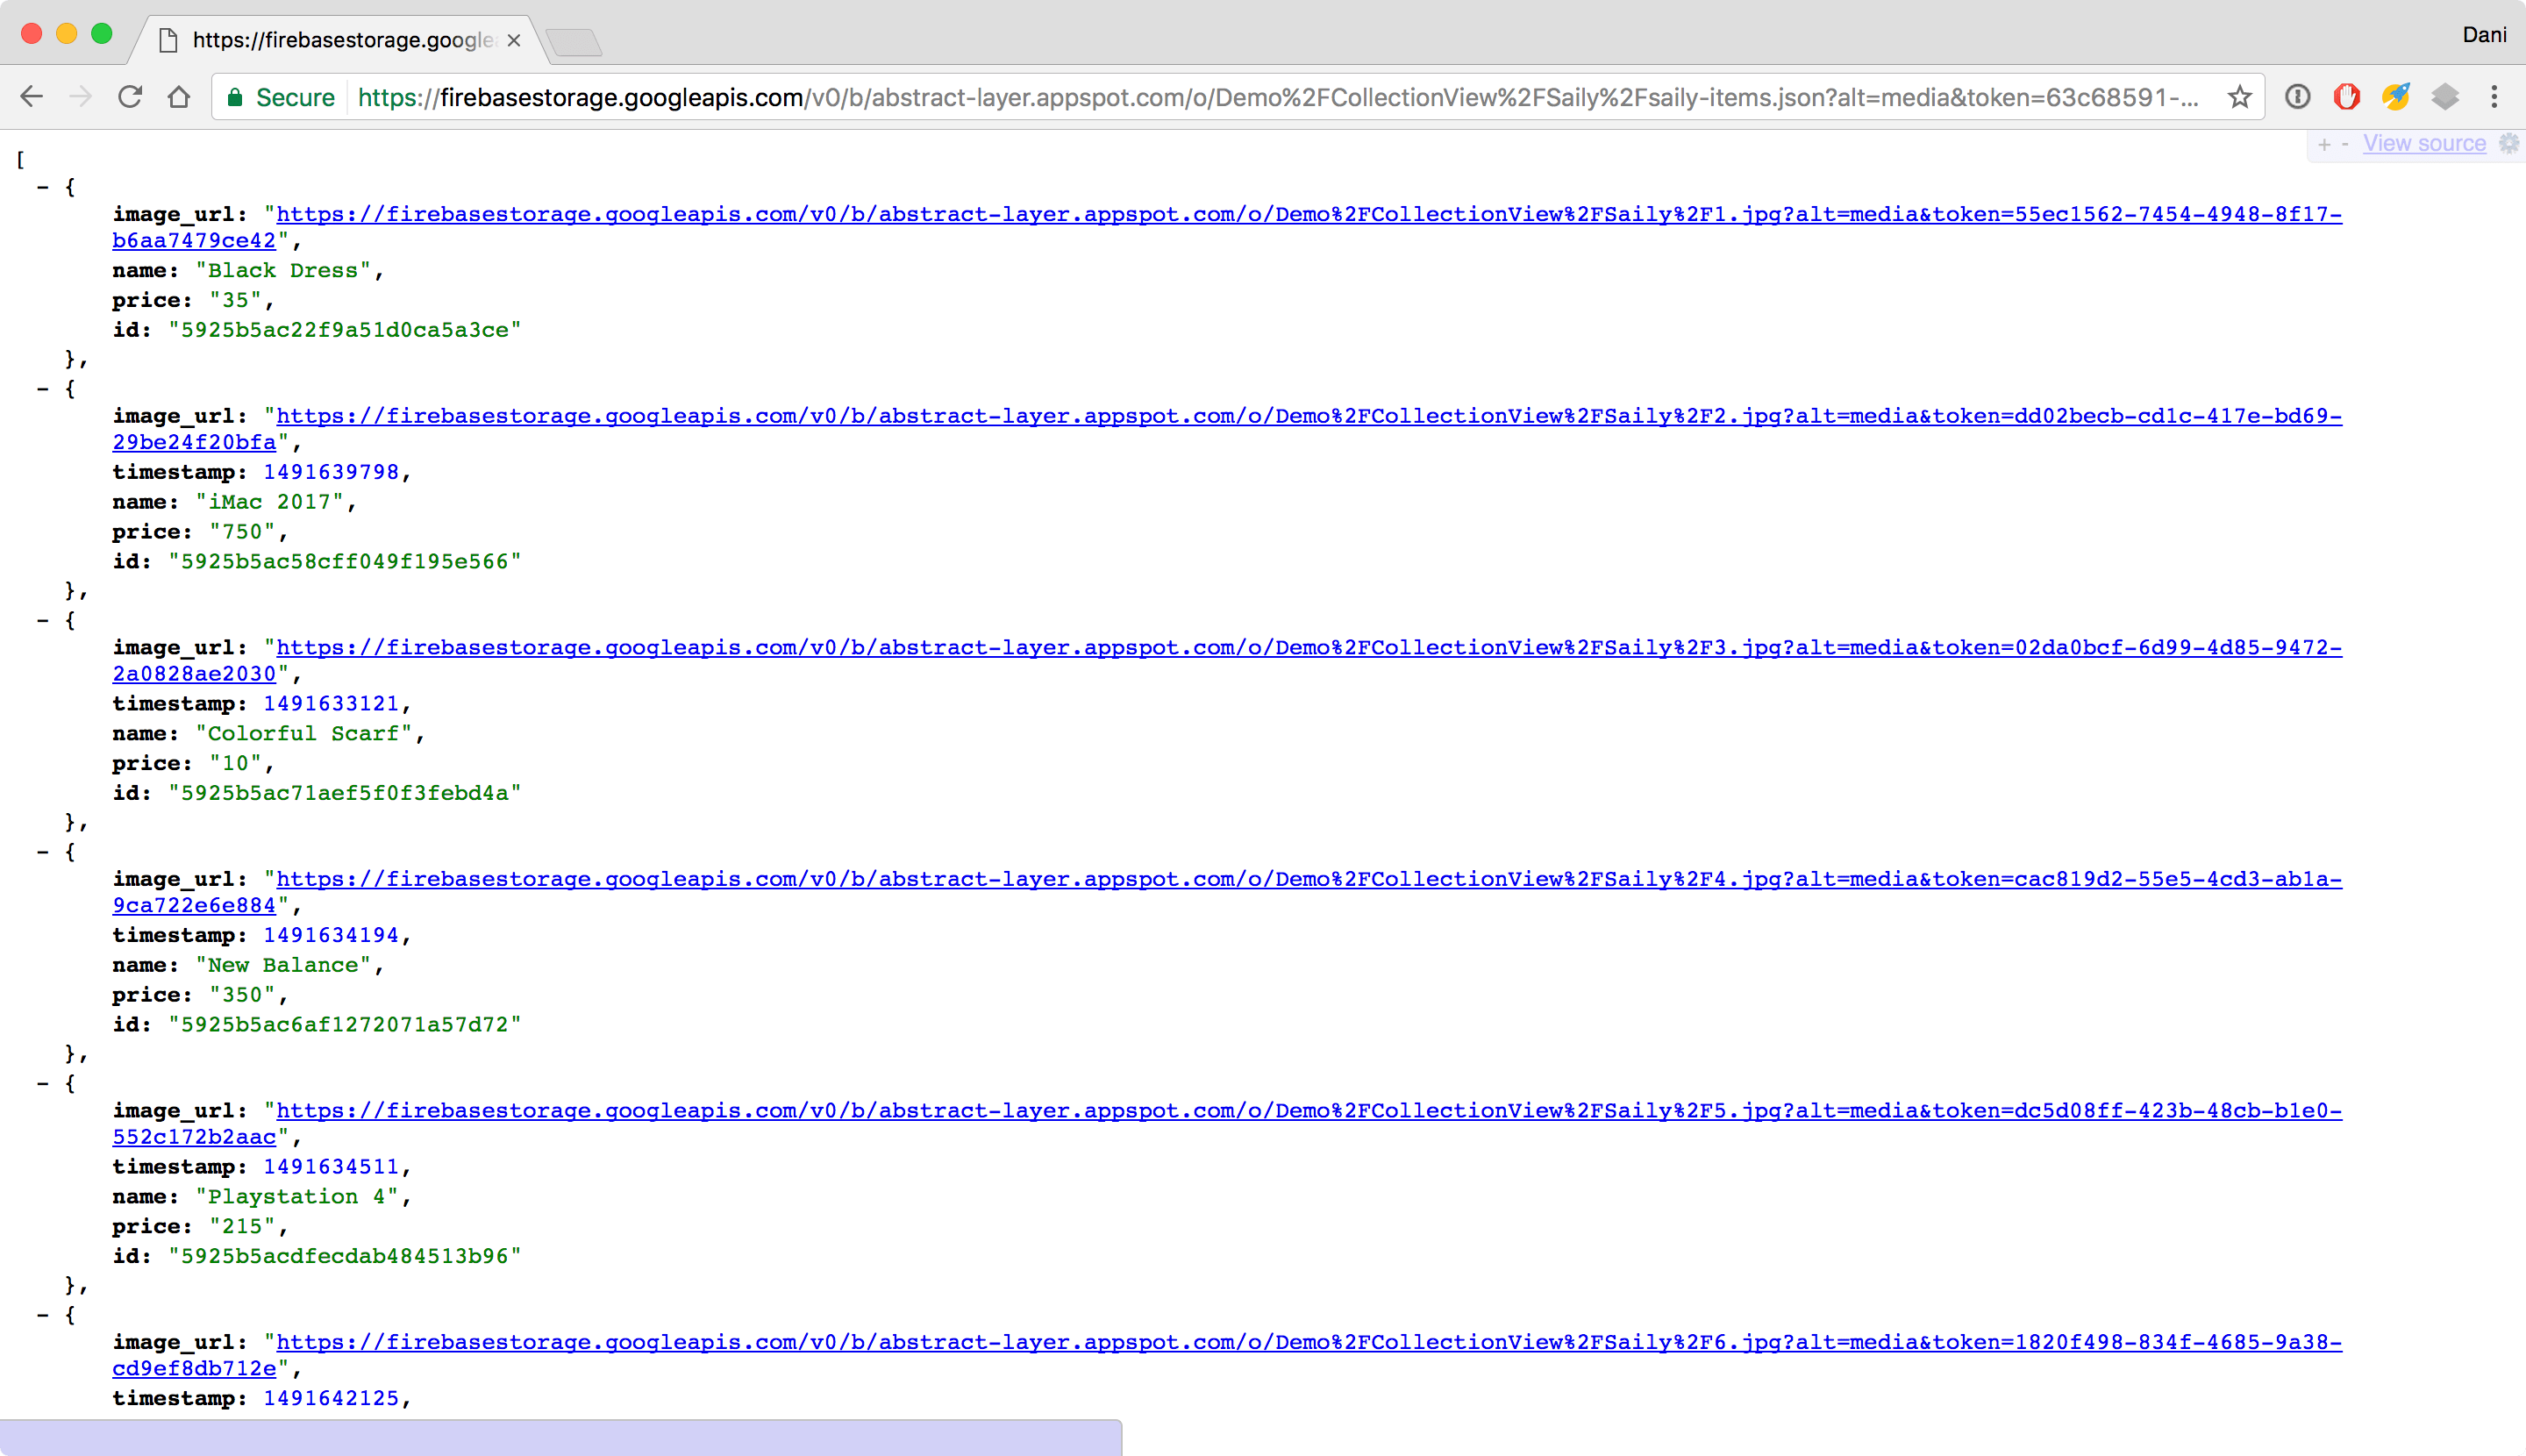 https://firebasestorage.google
Dani
Secure https://firebasestorage.googleapis.com/v0/b/abstract-layer.appspot.com/o/Demo%2FCollectionView%2FSaily%2Fsaily-items.json?alt=media&token=63c68591-...
+ - View source
[
- {
image_url: "https://firebasestorage.googleapis.com/v0/b/abstract-layer.appspot.com/o/Demo%2FCollectionView%2FSaily%2F1.jpg?alt=media&token=55ec1562-7454-4948-8f17-
b6aa7479ce42",
name: "Black Dress",
price: "35",
id: "5925b5ac22f9a51d0ca5a3ce"
},
- {
image_url: "https://firebasestorage.googleapis.com/v0/b/abstract-layer.appspot.com/o/Demo%2FCollectionView%2FSaily%2F2.jpg?alt=media&token=dd02becb-cd1c-417e-bd69-
29be24f20bfa",
timestamp: 1491639798,
name: "iMac 2017",
price: "750",
id: "5925b5ac58cff049f195e566"
},
- {
image_url: "https://firebasestorage.googleapis.com/v0/b/abstract-layer.appspot.com/o/Demo%2FCollectionView%2FSaily%2F3.jpg?alt=media&token=02da0bcf-6d99-4d85-9472-
2a0828ae2030",
timestamp: 1491633121,
name: "Colorful Scarf",
price: "10",
id: "5925b5ac71aef5f0f3febd4a"
},
- {
image_url: "https://firebasestorage.googleapis.com/v0/b/abstract-layer.appspot.com/o/Demo%2FCollectionView%2FSaily%2F4.jpg?alt=media&token=cac819d2-55e5-4cd3-ab1a-
9ca722e6e884",
timestamp: 1491634194,
name: "New Balance",
price: "350",
id: "5925b5ac6af1272071a57d72"
},
- {
image_url: "https://firebasestorage.googleapis.com/v0/b/abstract-layer.appspot.com/o/Demo%2FCollectionView%2FSaily%2F5.jpg?alt=media&token=dc5d08ff-423b-48cb-b1e0-
552c172b2aac",
timestamp: 1491634511,
name: "Playstation 4",
price: "215",
id: "5925b5acdfecdab484513b96"
},
- {
image_url: "https://firebasestorage.googleapis.com/v0/b/abstract-layer.appspot.com/o/Demo%2FCollectionView%2FSaily%2F6.jpg?alt=media&token=1820f498-834f-4685-9a38-
cd9ef8db712e",
timestamp: 1491642125,